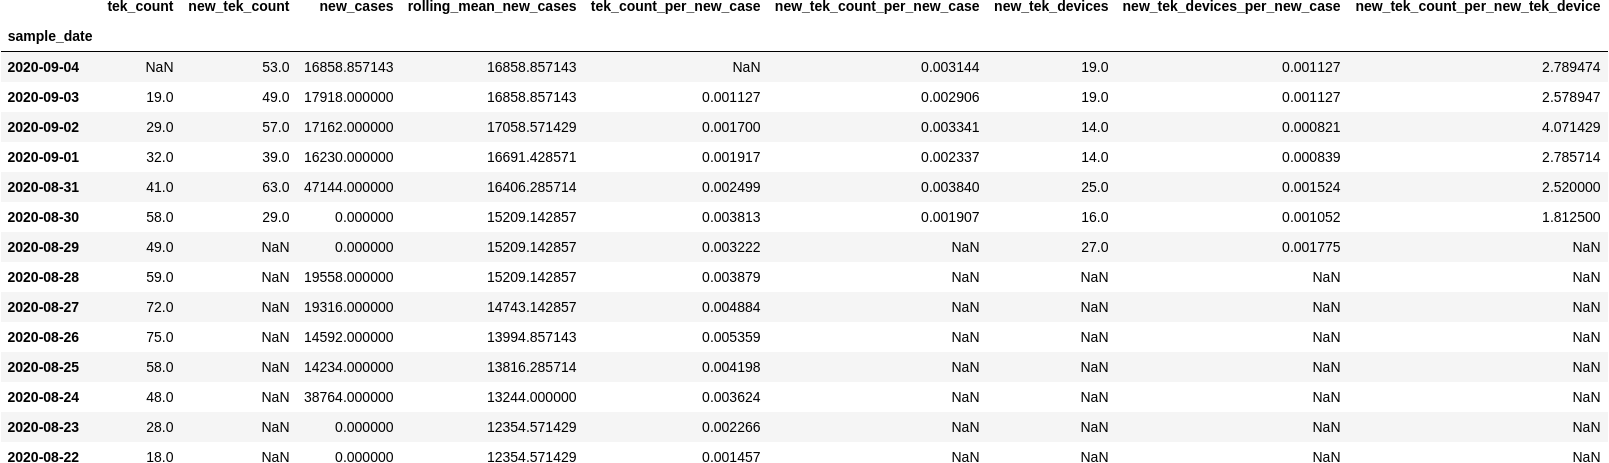 tek_count new_tek_count new_cases rolling_mean_new_cases tek_count_per_new_case new_tek_count_per_new_case new_tek_devices new_tek_devices_per_new_case new_tek_count_per_new_tek_device
sample_date
2020-09-04 NaN 53.0 16858.857143 16858.857143 NaN 0.003144 19.0 0.001127 2.789474
2020-09-03 19.0 49.0 17918.000000 16858.857143 0.001127 0.002906 19.0 0.001127 2.578947
2020-09-02 29.0 57.0 17162.000000 17058.571429 0.001700 0.003341 14.0 0.000821 4.071429
2020-09-01 32.0 39.0 16230.000000 16691.428571 0.001917 0.002337 14.0 0.000839 2.785714
2020-08-31 41.0 63.0 47144.000000 16406.285714 0.002499 0.003840 25.0 0.001524 2.520000
2020-08-30 58.0 29.0 0.000000 15209.142857 0.003813 0.001907 16.0 0.001052 1.812500
2020-08-29 49.0 NaN 0.000000 15209.142857 0.003222 NaN 27.0 0.001775 NaN
2020-08-28 59.0 NaN 19558.000000 15209.142857 0.003879 NaN NaN NaN NaN
2020-08-27 72.0 NaN 19316.000000 14743.142857 0.004884 NaN NaN NaN NaN
2020-08-26 75.0 NaN 14592.000000 13994.857143 0.005359 NaN NaN NaN NaN
2020-08-25 58.0 NaN 14234.000000 13816.285714 0.004198 NaN NaN NaN NaN
2020-08-24 48.0 NaN 38764.000000 13244.000000 0.003624 NaN NaN NaN NaN
2020-08-23 28.0 NaN 0.000000 12354.571429 0.002266 NaN NaN NaN NaN
2020-08-22 18.0 NaN 0.000000 12354.571429 0.001457 NaN NaN NaN NaN